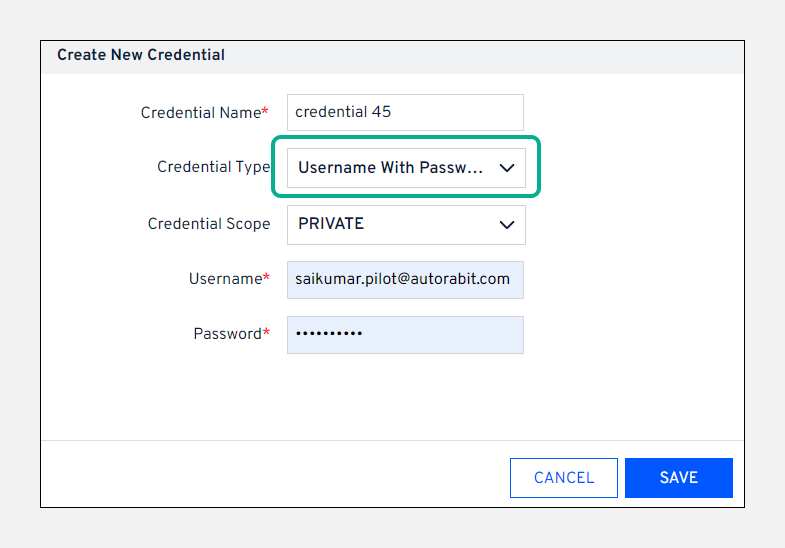 Create New Credential
Credential Name* credential 45
Credential Type Username With Passw...
Credential Scope PRIVATE
Username* saikumar.pilot@autorabit.com
Password* ••••••••••
CANCEL SAVE